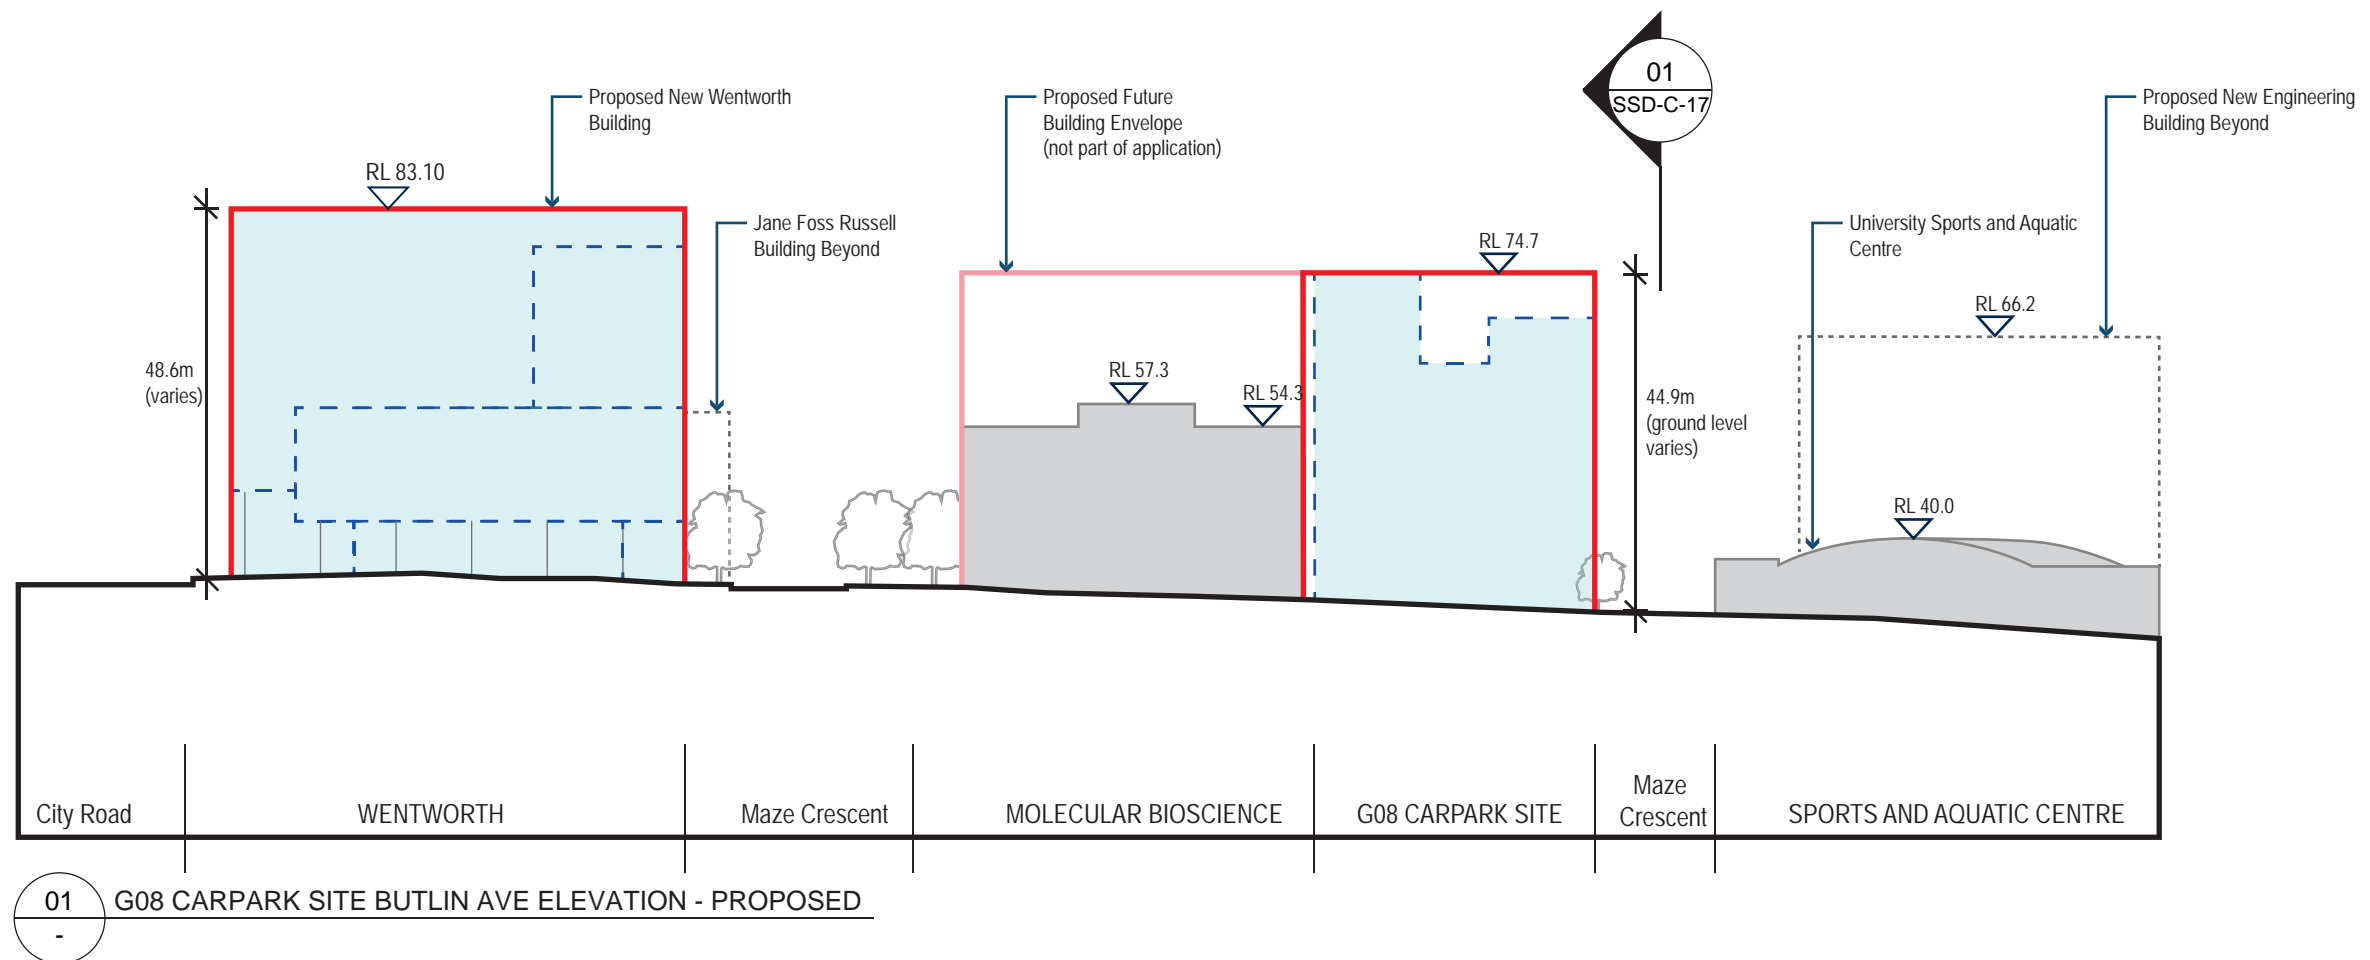 01
SSD-C-17
Proposed New Wentworth
Building
Proposed Future
Building Envelope
(not part of application)
Proposed New Engineering
Building Beyond
RL 83.10
Jane Foss Russell
Building Beyond
RL 74.7
University Sports and Aquatic
Centre
RL 66.2
48.6m
(varies)
RL 57.3
RL 54.3
44.9m
(ground level
varies)
RL 40.0
City Road
WENTWORTH
Maze Crescent
MOLECULAR BIOSCIENCE
G08 CARPARK SITE
Maze
Crescent
SPORTS AND AQUATIC CENTRE
01
-
G08 CARPARK SITE BUTLIN AVE ELEVATION - PROPOSED